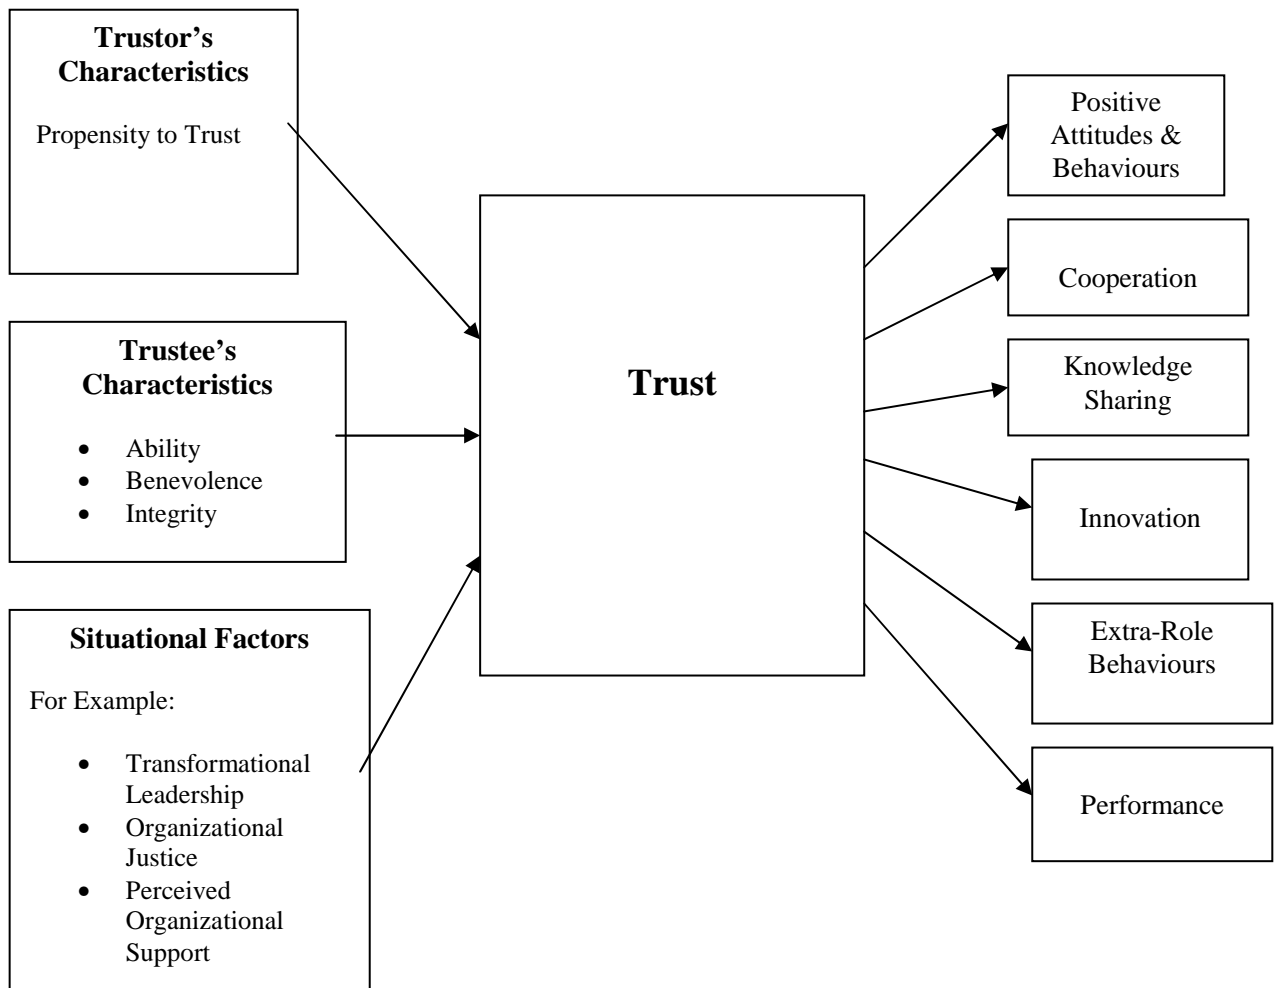 Trustor’s
Characteristics
Propensity to Trust
Trustee’s
Characteristics
• Ability
• Benevolence
• Integrity
Situational Factors
For Example:
• Transformational
Leadership
• Organizational
Justice
• Perceived
Organizational
Support
Trust
Positive
Attitudes &
Behaviours
Cooperation
Knowledge
Sharing
Innovation
Extra-Role
Behaviours
Performance